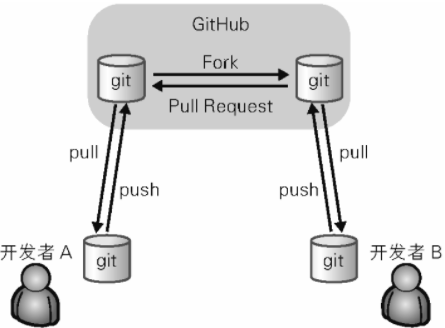 GitHub
Fork
git
git
Pull Request
pull
pull
push
push
开发者 A
git
git
开发者 B